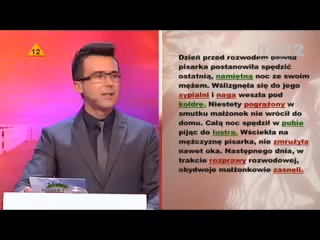 12
2
Dzień przed rozwodem pewna
pisarka postanowiła spędzić
ostatnią, namiętną noc ze swoim
mężem. Wślizgnęła się do jego
sypialni i naga weszła pod
kołdrę. Niestety pogrążony w
smutku małżonek nie wrócił do
domu. Całą noc spędził w pubie
pijąc do lustra. Wściekła na
mężczyznę pisarka, nie zmrużyła
nawet oka. Następnego dnia, w
trakcie rozprawy rozwodowej,
obydwoje małżonkowie zasnęli.